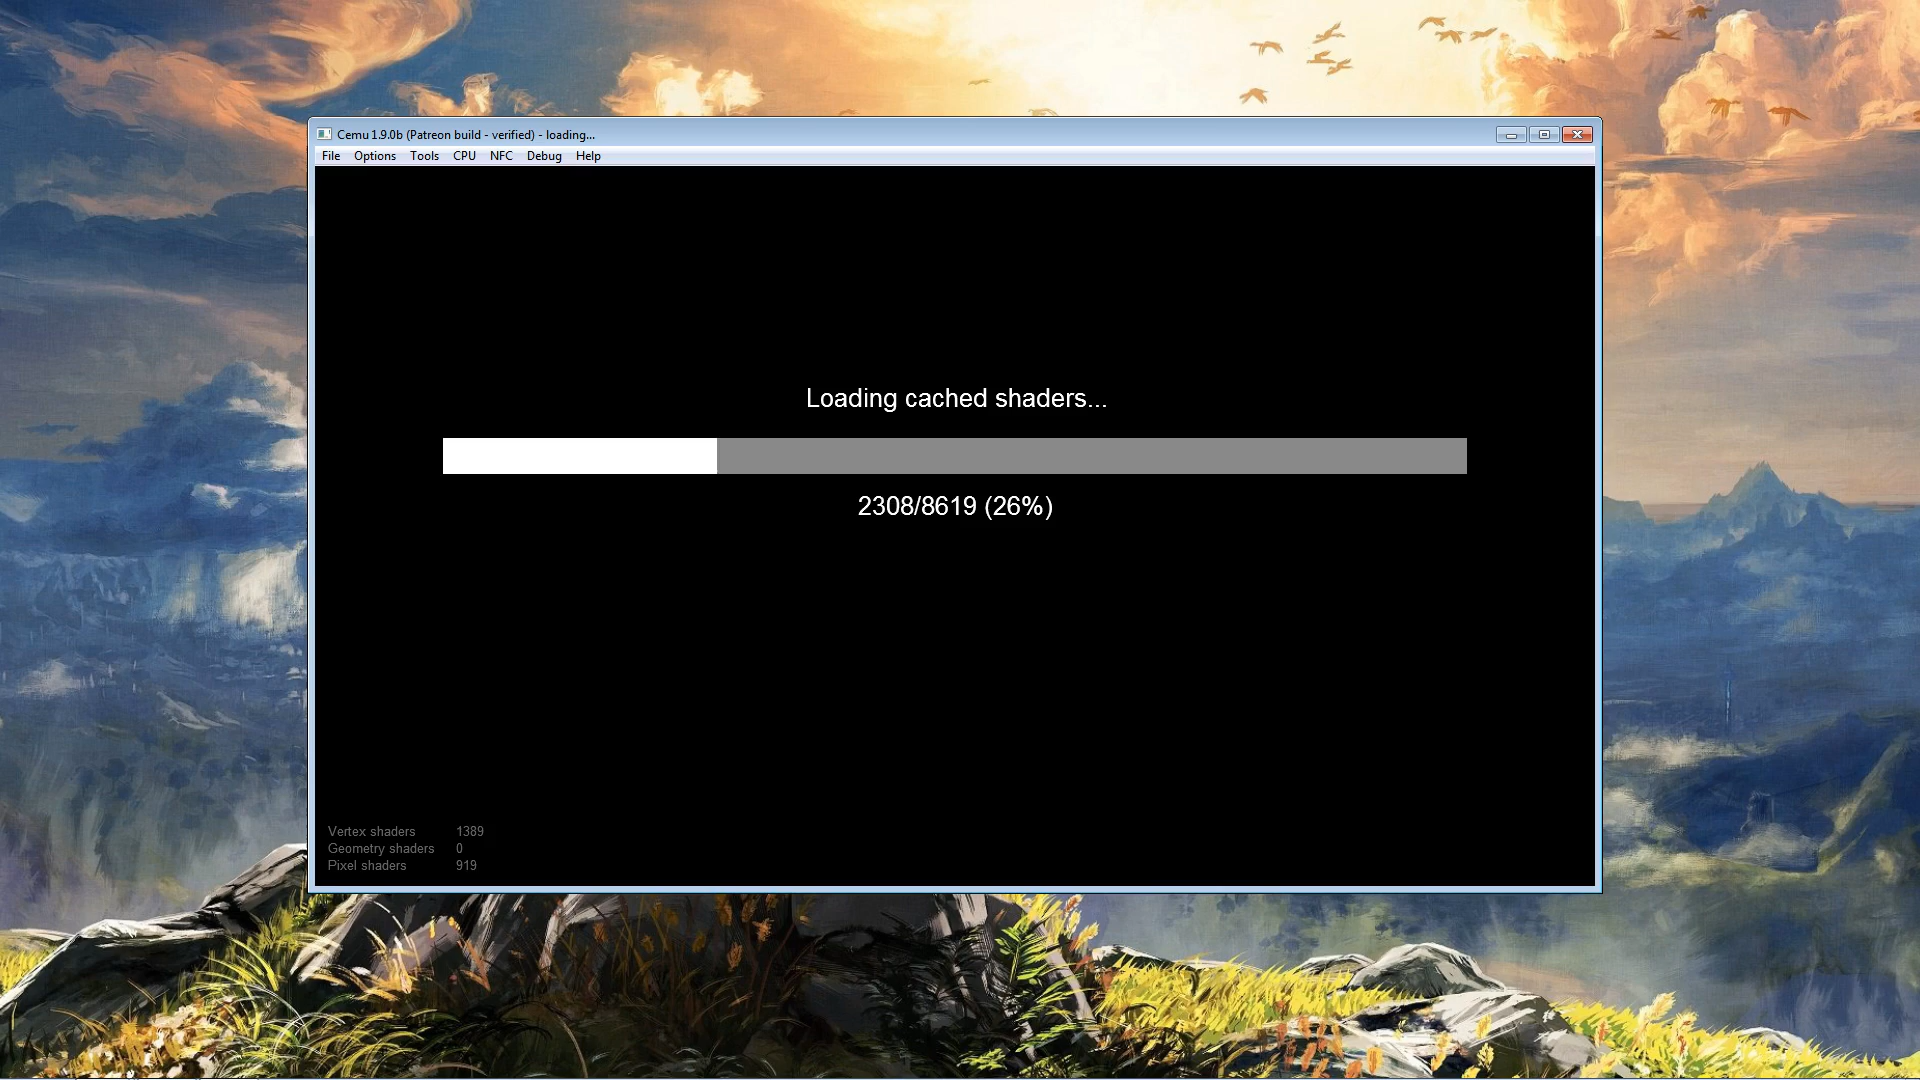 Cemu 1.9.0b (Patreon build - verified) - loading...
File Options Tools CPU NFC Debug Help
Loading cached shaders...
2308/8619 (26%)
Vertex shaders 1389
Geometry shaders 0
Pixel shaders 919